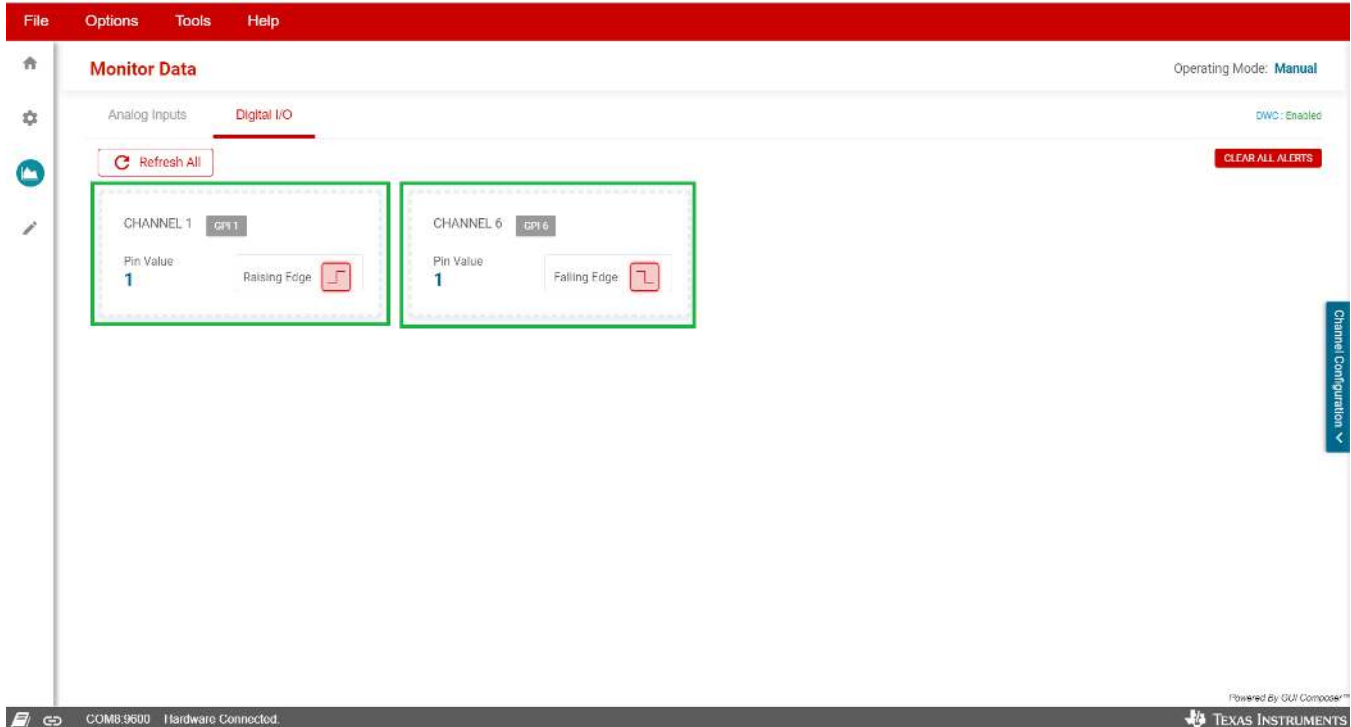 File Options Tools Help
Monitor Data
Operating Mode: Manual
Analog Inputs Digital I/O
DWC : Enabled
Refresh All
CLEAR ALL ALERTS
CHANNEL 1 GPI 1
Pin Value
1
Raising Edge
CHANNEL 6 GPI 6
Pin Value
1
Falling Edge
Channel Configuration
Powered By GUI Composer™
COM8:9600 Hardware Connected.
TEXAS INSTRUMENTS